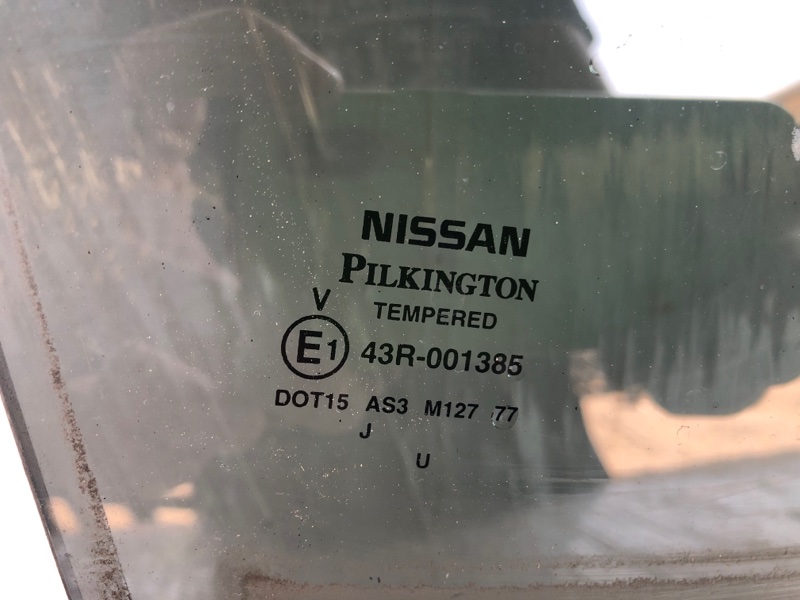 NISSAN
PILKINGTON
TEMPERED
V
E1 43R-001385
DOT15 AS3 M127 77
J
U